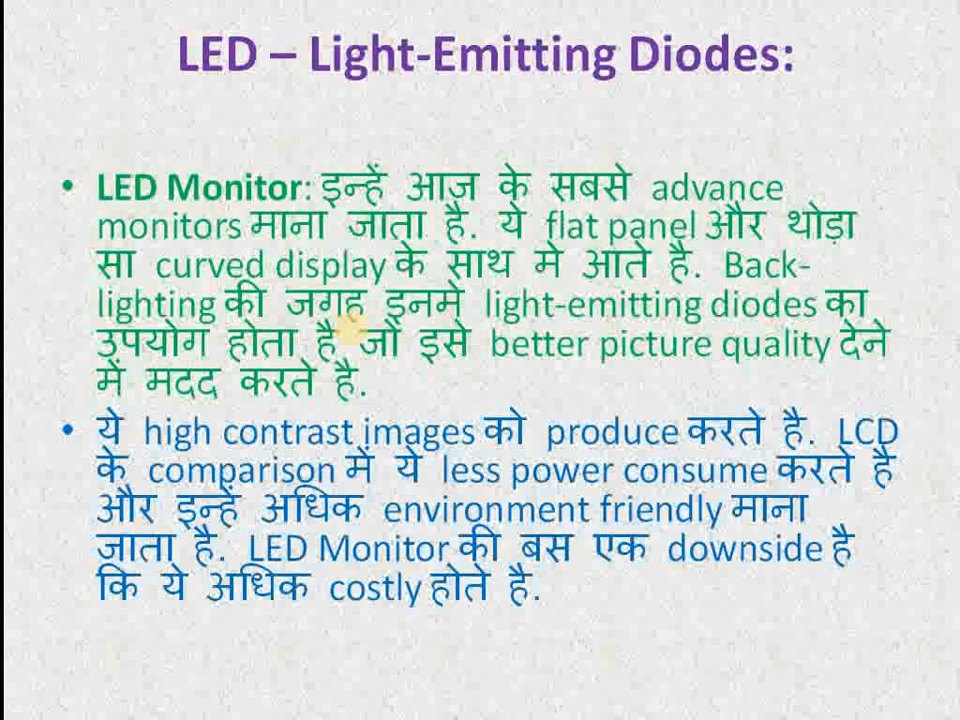 LED – Light-Emitting Diodes:
• LED Monitor: इन्हें आज के सबसे advance
monitors माना जाता है. ये flat panel और थोड़ा
सा curved display के साथ मे आते है. Back-
lighting की जगह इनमे light-emitting diodes का
उपयोग होता है जो इसे better picture quality देने
में मदद करते है.
• ये high contrast images को produce करते है. LCD
के comparison में ये less power consume करते है
और इन्हें अधिक environment friendly माना
जाता है. LED Monitor की बस एक downside है
कि ये अधिक costly होते है.